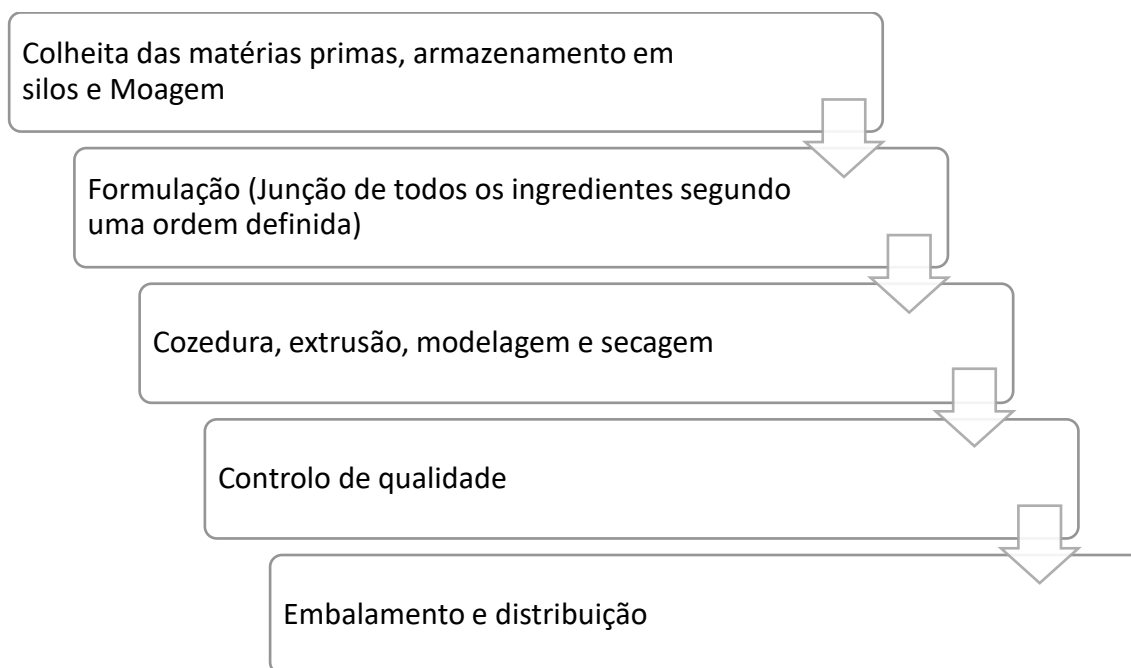 Colheita das matérias primas, armazenamento em
silos e Moagem
Formulação (Junção de todos os ingredientes segundo
uma ordem definida)
Cozedura, extrusão, modelagem e secagem
Controlo de qualidade
Embalamento e distribuição